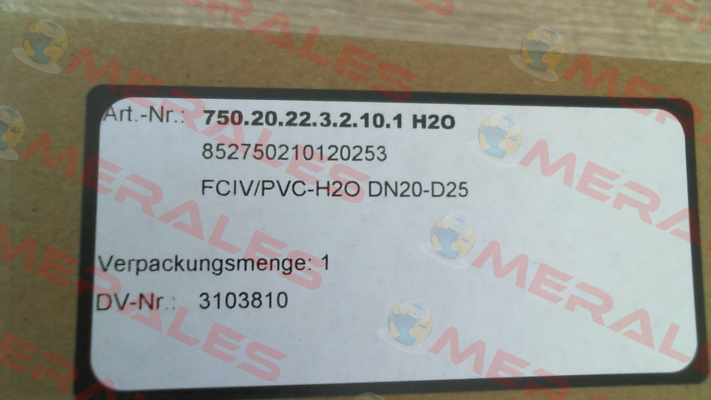 Art.-Nr.: 750.20.22.3.2.10.1 H2O
852750210120253
FCIV/PVC-H2O DN20-D25
Verpackungsmenge: 1
DV-Nr.: 3103810
MERALES
MERALES
MERALES
MERALES
MERALES